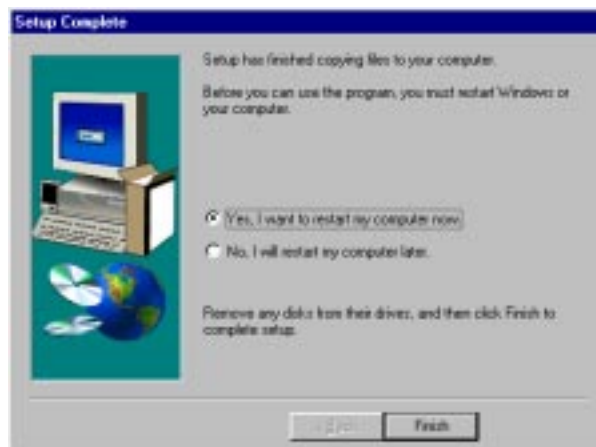 Setup Complete
Setup has finished copying files to your computer.
Before you can use the program, you must restart Windows or
your computer.
Yes, I want to restart my computer now.
No, I will restart my computer later.
Remove any disks from their drives, and then click Finish to
complete setup.
< Back
Finish